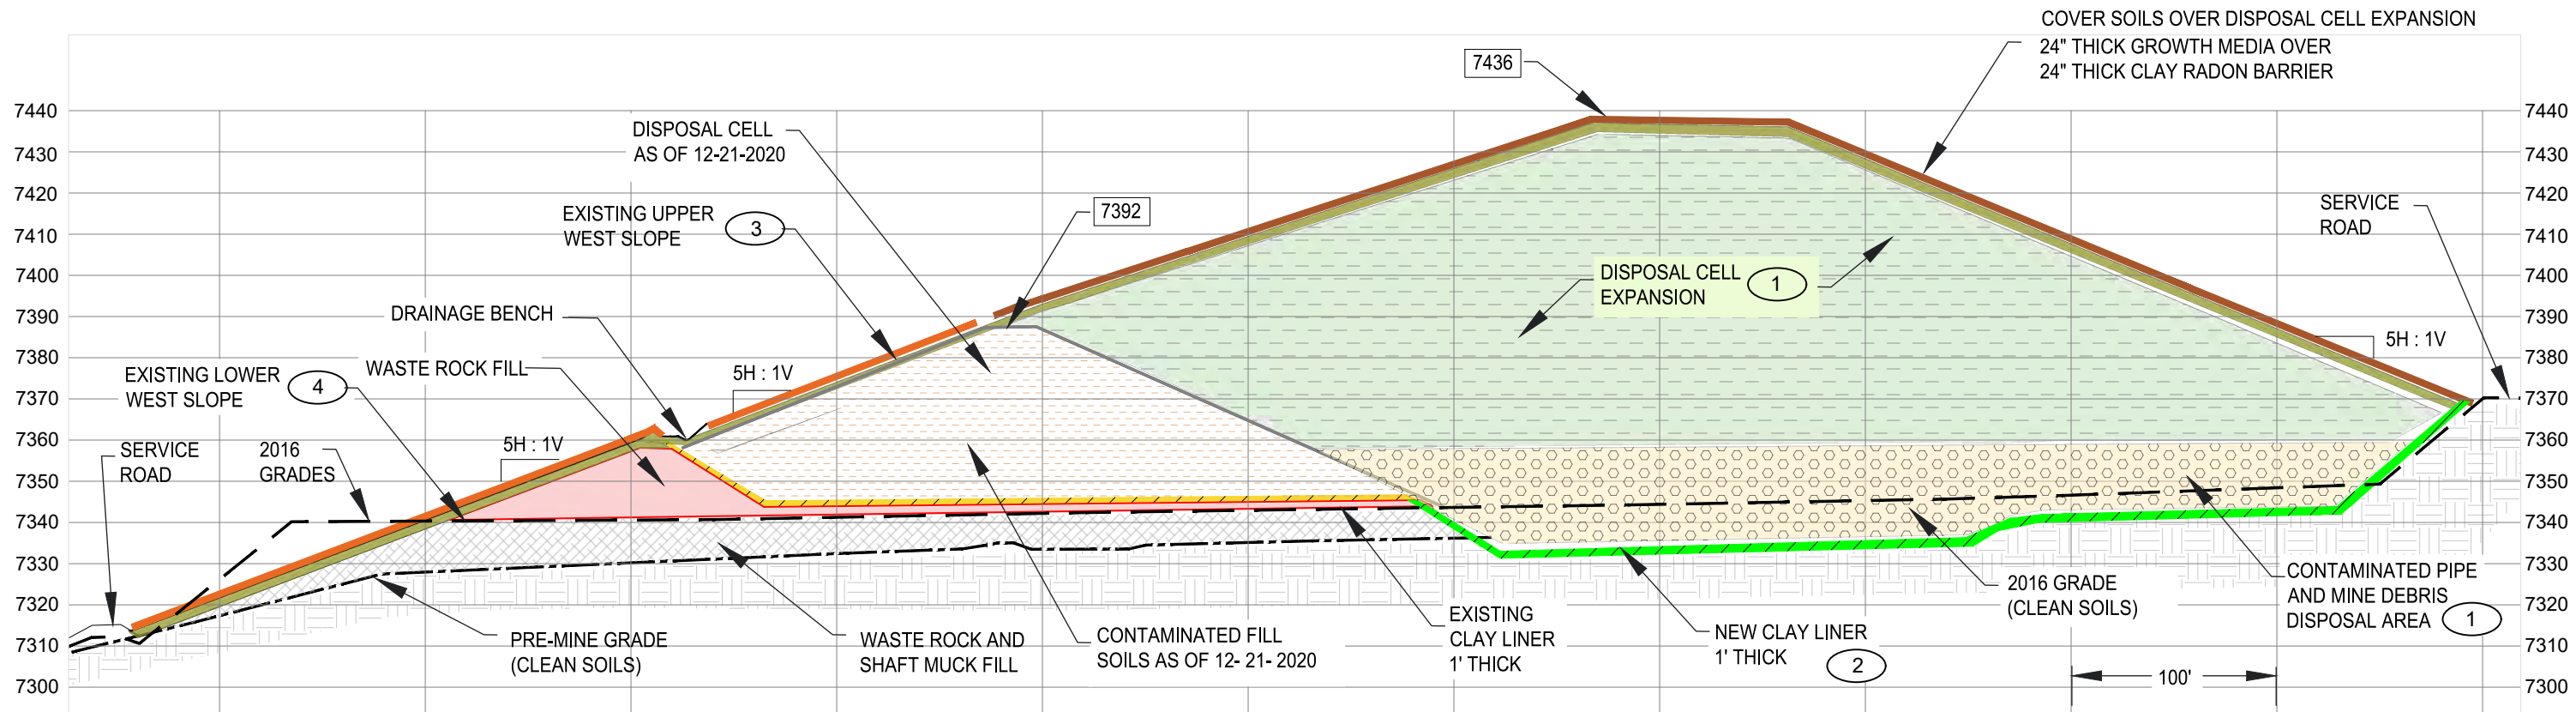 COVER SOILS OVER DISPOSAL CELL EXPANSION
24" THICK GROWTH MEDIA OVER
24" THICK CLAY RADON BARRIER
7436
7440
7430
7420
7410
7400
7390
7380
7370
7360
7350
7340
7330
7320
7310
7300
DISPOSAL CELL
AS OF 12-21-2020
EXISTING UPPER
WEST SLOPE
3
7392
DRAINAGE BENCH
WASTE ROCK FILL
EXISTING LOWER
WEST SLOPE
4
5H : 1V
5H : 1V
SERVICE
ROAD
2016
GRADES
DISPOSAL CELL
EXPANSION
1
SERVICE
ROAD
5H : 1V
PRE-MINE GRADE
(CLEAN SOILS)
WASTE ROCK AND
SHAFT MUCK FILL
CONTAMINATED FILL
SOILS AS OF 12- 21- 2020
EXISTING
CLAY LINER
1' THICK
NEW CLAY LINER
1' THICK
2
2016 GRADE
(CLEAN SOILS)
CONTAMINATED PIPE
AND MINE DEBRIS
DISPOSAL AREA
1
100'
7440
7430
7420
7410
7400
7390
7380
7370
7360
7350
7340
7330
7320
7310
7300